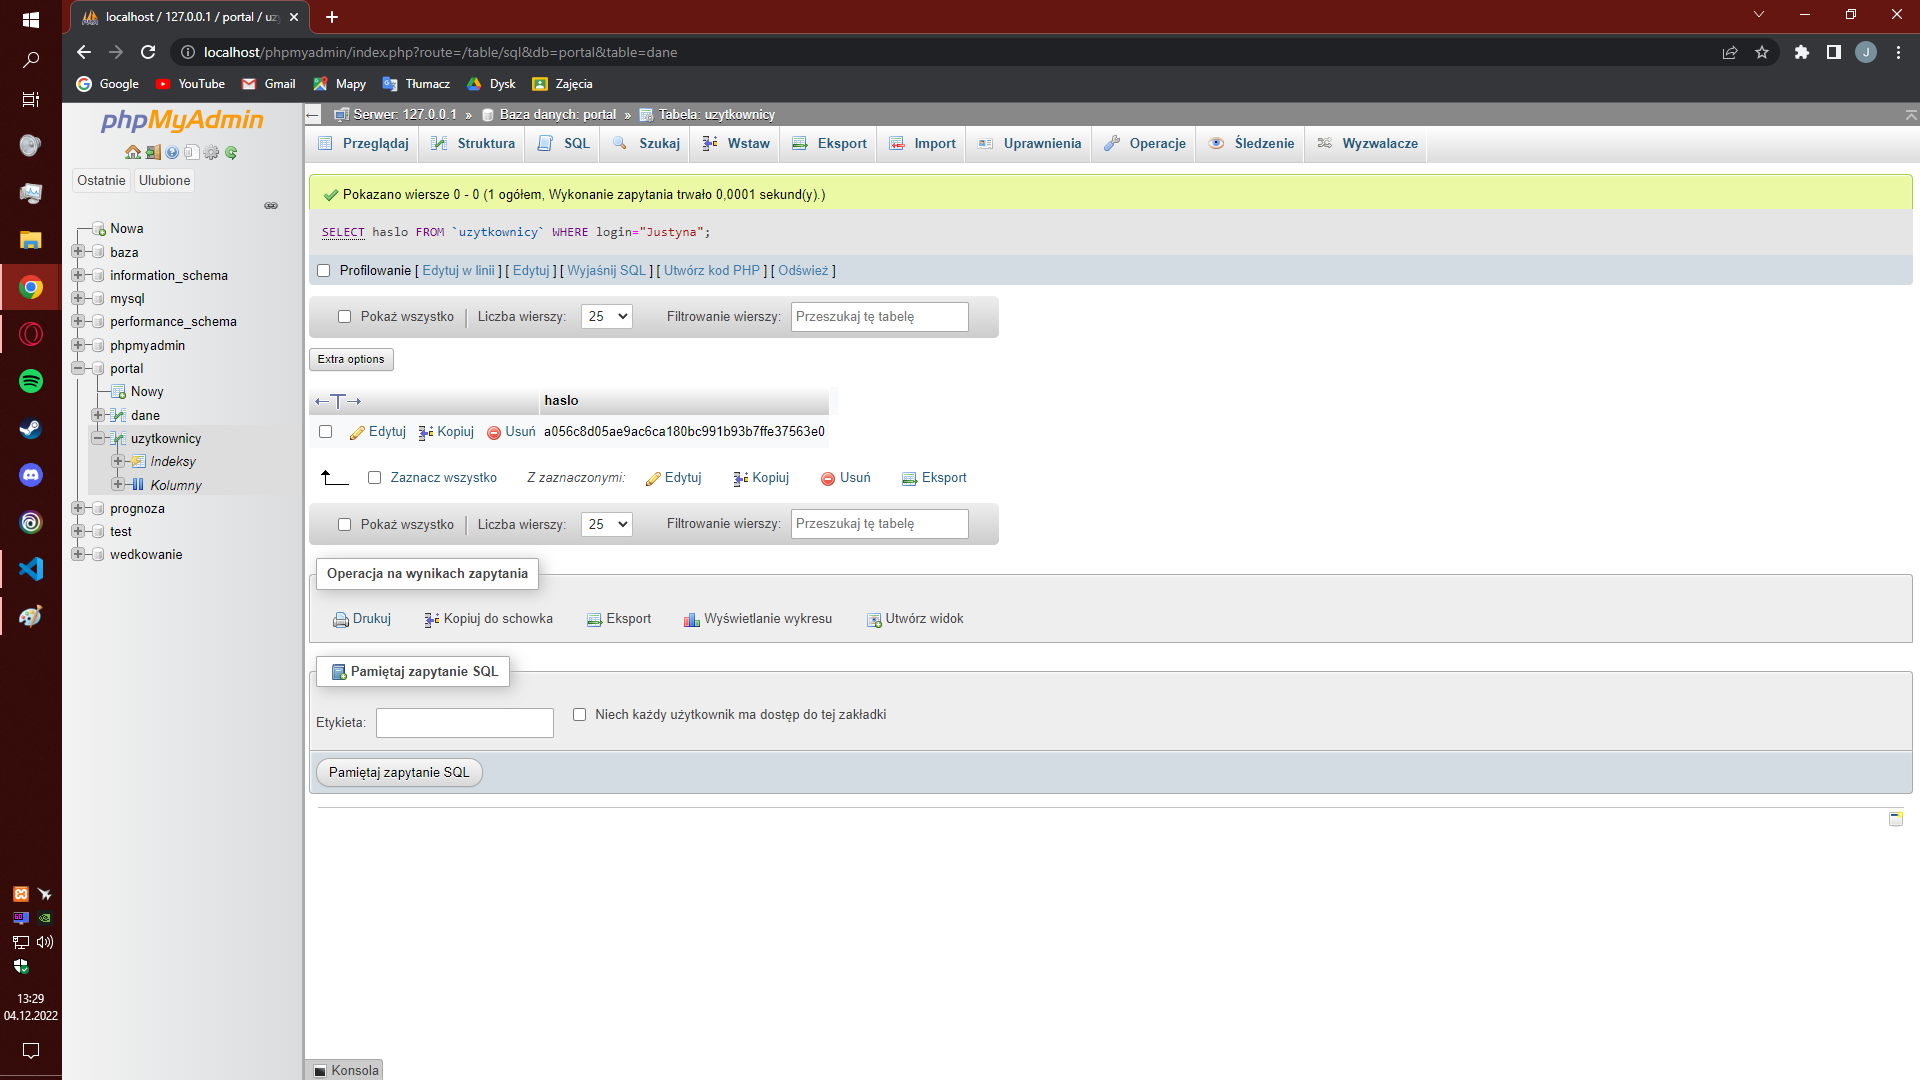 localhost / 127.0.0.1 / portal / uz
localhost/phpmyadmin/index.php?route=/table/sql&db=portal&table=dane
J
Google YouTube Gmail Mapy Tłumacz Dysk Zajęcia
phpMyAdmin
Ostatnie Ulubione
Nowa
baza
information_schema
mysql
performance_schema
phpmyadmin
portal
Nowy
dane
uzytkownicy
Indeksy
Kolumny
prognoza
test
wedkowanie
Serwer: 127.0.0.1 » Baza danych: portal » Tabela: uzytkownicy
Przeglądaj Struktura SQL Szukaj Wstaw Eksport Import Uprawnienia Operacje Śledzenie Wyzwalacze
Pokazano wiersze 0 - 0 (1 ogółem, Wykonanie zapytania trwało 0,0001 sekund(y).)
SELECT haslo FROM `uzytkownicy` WHERE login="Justyna";
Profilowanie [ Edytuj w linii ] [ Edytuj ] [ Wyjaśnij SQL ] [ Utwórz kod PHP ] [ Odśwież ]
Pokaż wszystko Liczba wierszy: 25 Filtrowanie wierszy: Przeszukaj tę tabelę
Extra options
←T→ haslo
Edytuj Kopiuj Usuń a056c8d05ae9ac6ca180bc991b93b7ffe37563e0
Zaznacz wszystko Z zaznaczonymi: Edytuj Kopiuj Usuń Eksport
Pokaż wszystko Liczba wierszy: 25 Filtrowanie wierszy: Przeszukaj tę tabelę
Operacja na wynikach zapytania
Drukuj Kopiuj do schowka Eksport Wyświetlanie wykresu Utwórz widok
Pamiętaj zapytanie SQL
Etykieta: Niech każdy użytkownik ma dostęp do tej zakładki
Pamiętaj zapytanie SQL
Konsola
13:29
04.12.2022